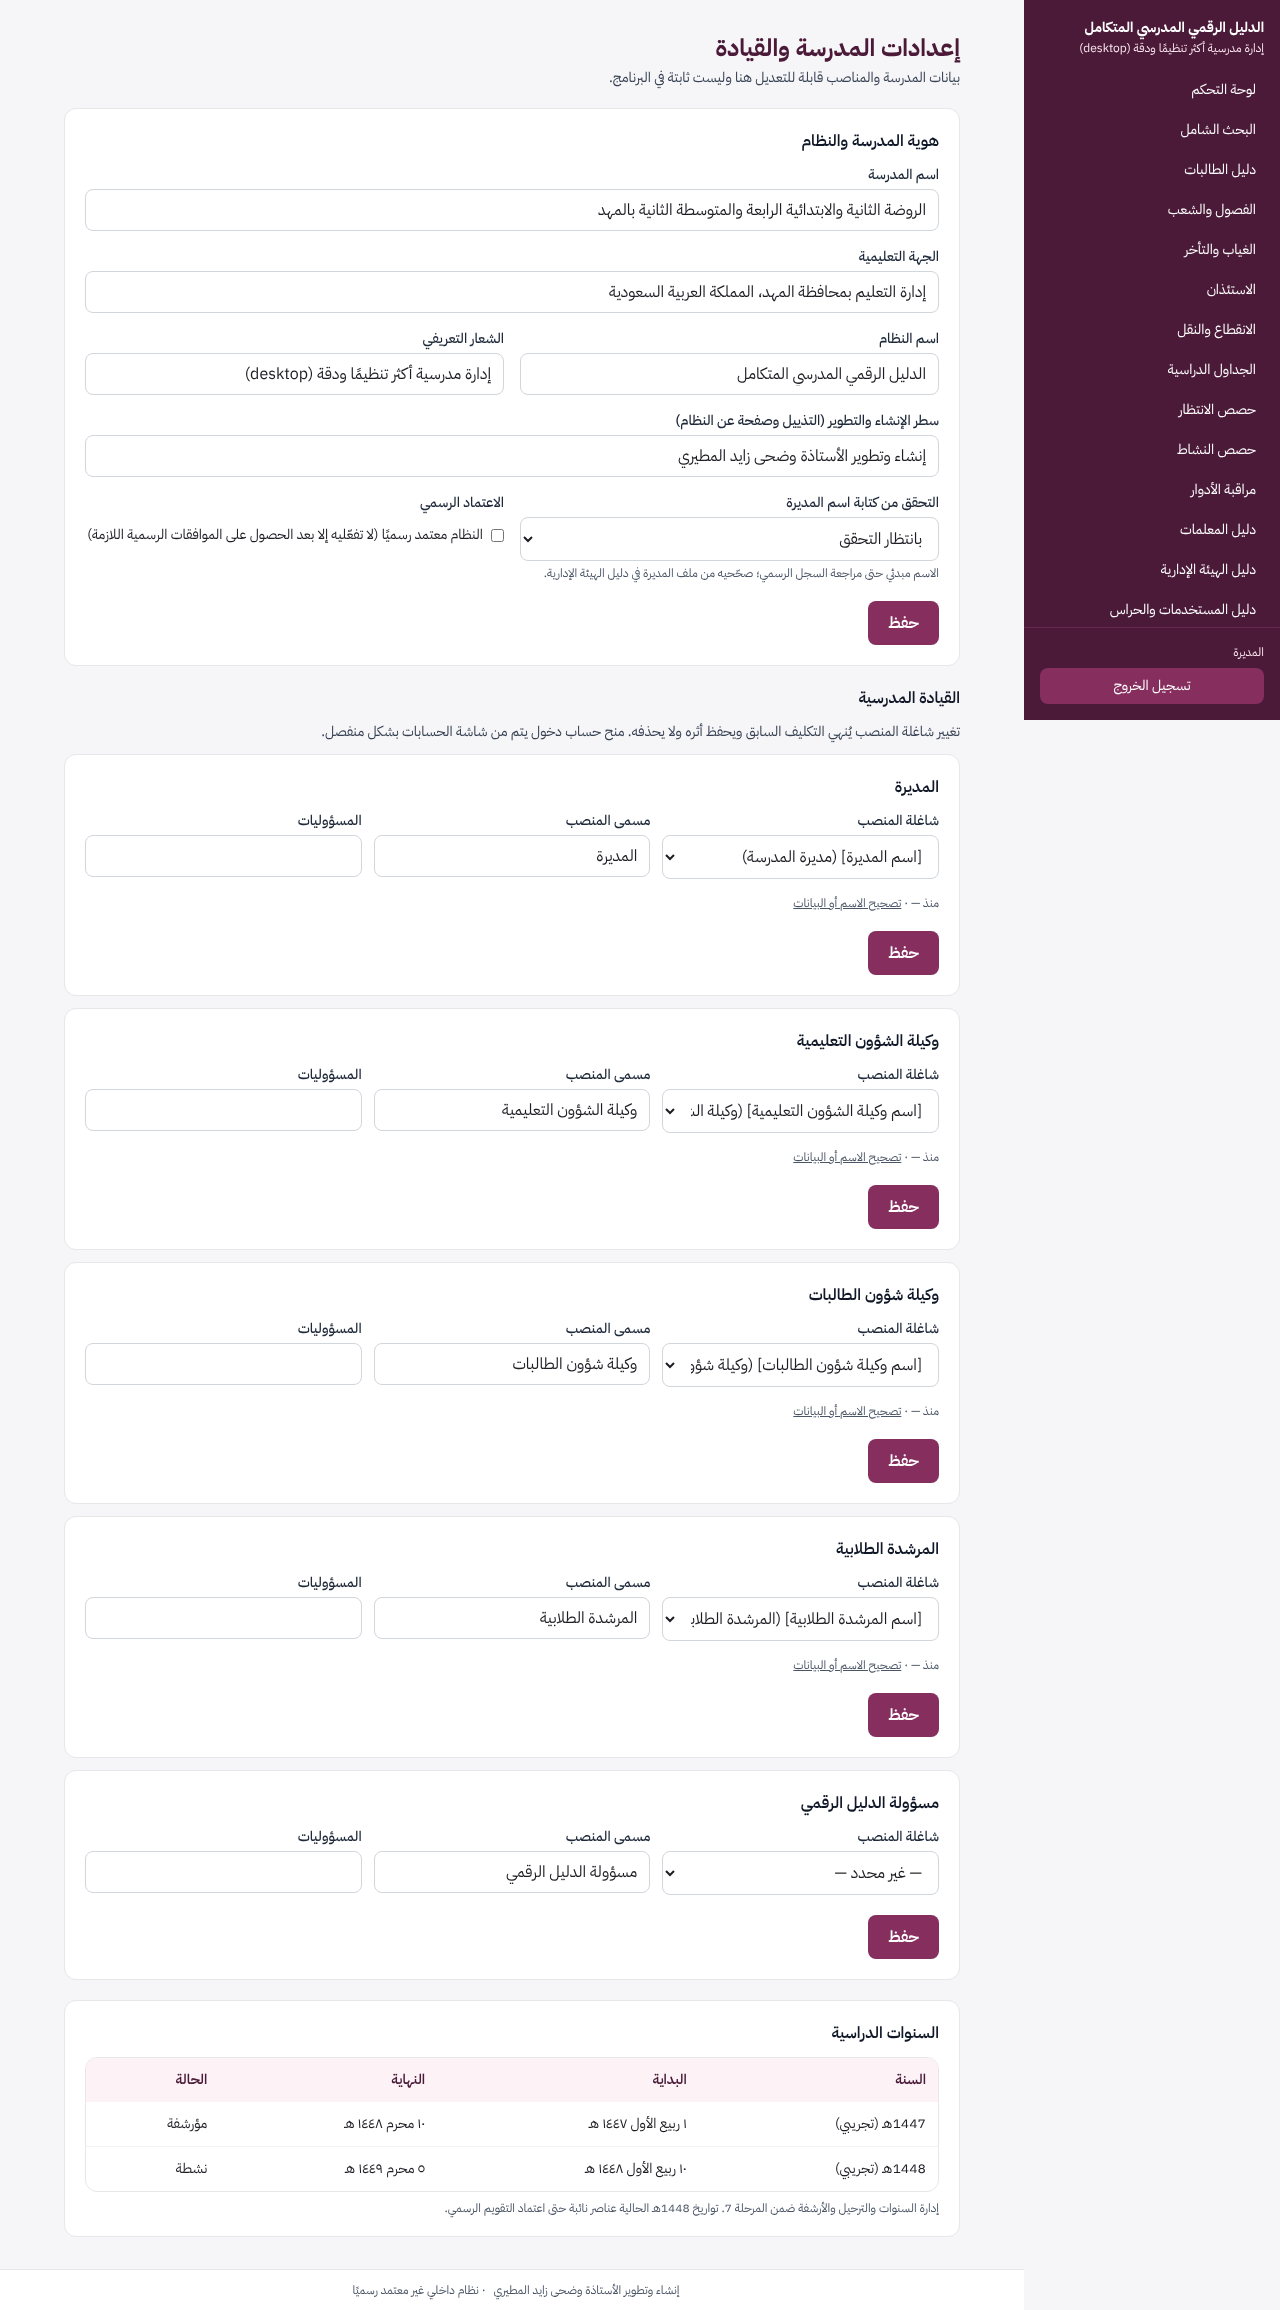 الدليل الرقمي المدرسي المتكامل
إدارة مدرسية أكثر تنظيمًا ودقة (desktop)
لوحة التحكم
البحث الشامل
دليل الطالبات
الفصول والشعب
الغياب والتأخر
الاستئذان
الانقطاع والنقل
الجداول الدراسية
حصص الانتظار
حصص النشاط
مراقبة الأدوار
دليل المعلمات
دليل الهيئة الإدارية
دليل المستخدمات والحراس
المديرة
تسجيل الخروج
إعدادات المدرسة والقيادة
بيانات المدرسة والمناصب قابلة للتعديل هنا وليست ثابتة في البرنامج.
هوية المدرسة والنظام
اسم المدرسة
الروضة الثانية والابتدائية الرابعة والمتوسطة الثانية بالمهد
الجهة التعليمية
إدارة التعليم بمحافظة المهد، المملكة العربية السعودية
اسم النظام
الدليل الرقمي المدرسي المتكامل
الشعار التعريفي
إدارة مدرسية أكثر تنظيمًا ودقة (desktop)
سطر الإنشاء والتطوير (التذييل وصفحة عن النظام)
إنشاء وتطوير الأستاذة وضحى زايد المطيري
التحقق من كتابة اسم المديرة
بانتظار التحقق
الاسم مبدئي حتى مراجعة السجل الرسمي؛ صحّحيه من ملف المديرة في دليل الهيئة الإدارية.
الاعتماد الرسمي
النظام معتمد رسميًا (لا تفعّليه إلا بعد الحصول على الموافقات الرسمية اللازمة)
حفظ
القيادة المدرسية
تغيير شاغلة المنصب يُنهي التكليف السابق ويحفظ أثره ولا يحذفه. منح حساب دخول يتم من شاشة الحسابات بشكل منفصل.
المديرة
شاغلة المنصب
[اسم المديرة] (مديرة المدرسة)
مسمى المنصب
المديرة
المسؤوليات
منذ — · تصحيح الاسم أو البيانات
حفظ
وكيلة الشؤون التعليمية
شاغلة المنصب
[اسم وكيلة الشؤون التعليمية] (وكيلة الش
مسمى المنصب
وكيلة الشؤون التعليمية
المسؤوليات
منذ — · تصحيح الاسم أو البيانات
حفظ
وكيلة شؤون الطالبات
شاغلة المنصب
[اسم وكيلة شؤون الطالبات] (وكيلة شؤو
مسمى المنصب
وكيلة شؤون الطالبات
المسؤوليات
منذ — · تصحيح الاسم أو البيانات
حفظ
المرشدة الطلابية
شاغلة المنصب
[اسم المرشدة الطلابية] (المرشدة الطلاب
مسمى المنصب
المرشدة الطلابية
المسؤوليات
منذ — · تصحيح الاسم أو البيانات
حفظ
مسؤولة الدليل الرقمي
شاغلة المنصب
— غير محدد —
مسمى المنصب
مسؤولة الدليل الرقمي
المسؤوليات
حفظ
السنوات الدراسية
السنة البداية النهاية الحالة
1447هـ (تجريبي) ١ ربيع الأول ١٤٤٧ هـ ١٠ محرم ١٤٤٨ هـ مؤرشفة
1448هـ (تجريبي) ١٠ ربيع الأول ١٤٤٨ هـ ٥ محرم ١٤٤٩ هـ نشطة
إدارة السنوات والترحيل والأرشفة ضمن المرحلة 7. تواريخ 1448هـ الحالية عناصر نائبة حتى اعتماد التقويم الرسمي.
إنشاء وتطوير الأستاذة وضحى زايد المطيري · نظام داخلي غير معتمد رسميًا